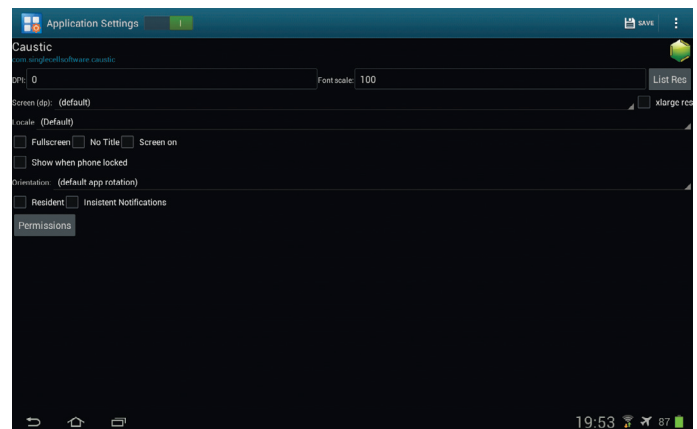 Application Settings I SAVE
Caustic
com.singlecellsoftware.caustic
DPI: 0 Font scale: 100 List Res
Screen (dp): (default) xlarge res
Locale (Default)
Fullscreen No Title Screen on
Show when phone locked
Orientation: (default app rotation)
Resident Insistent Notifications
Permissions
19:53 87